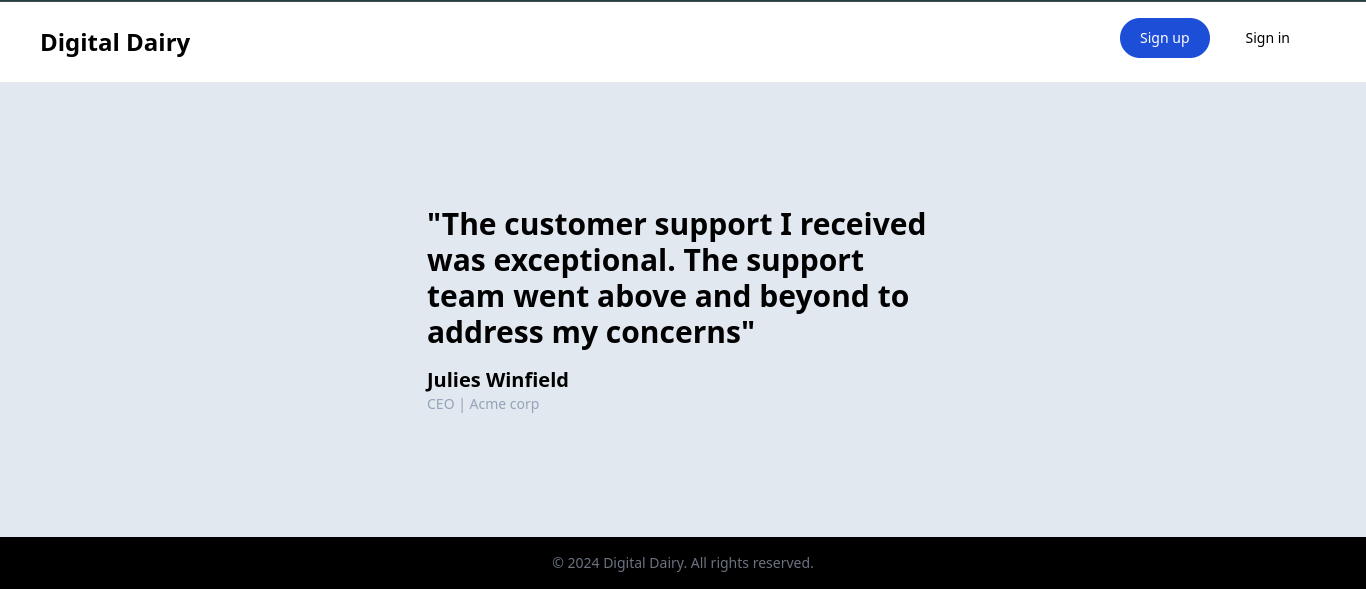 Digital Dairy
Sign up
Sign in
"The customer support I received
was exceptional. The support
team went above and beyond to
address my concerns"
Julies Winfield
CEO | Acme corp
© 2024 Digital Dairy. All rights reserved.